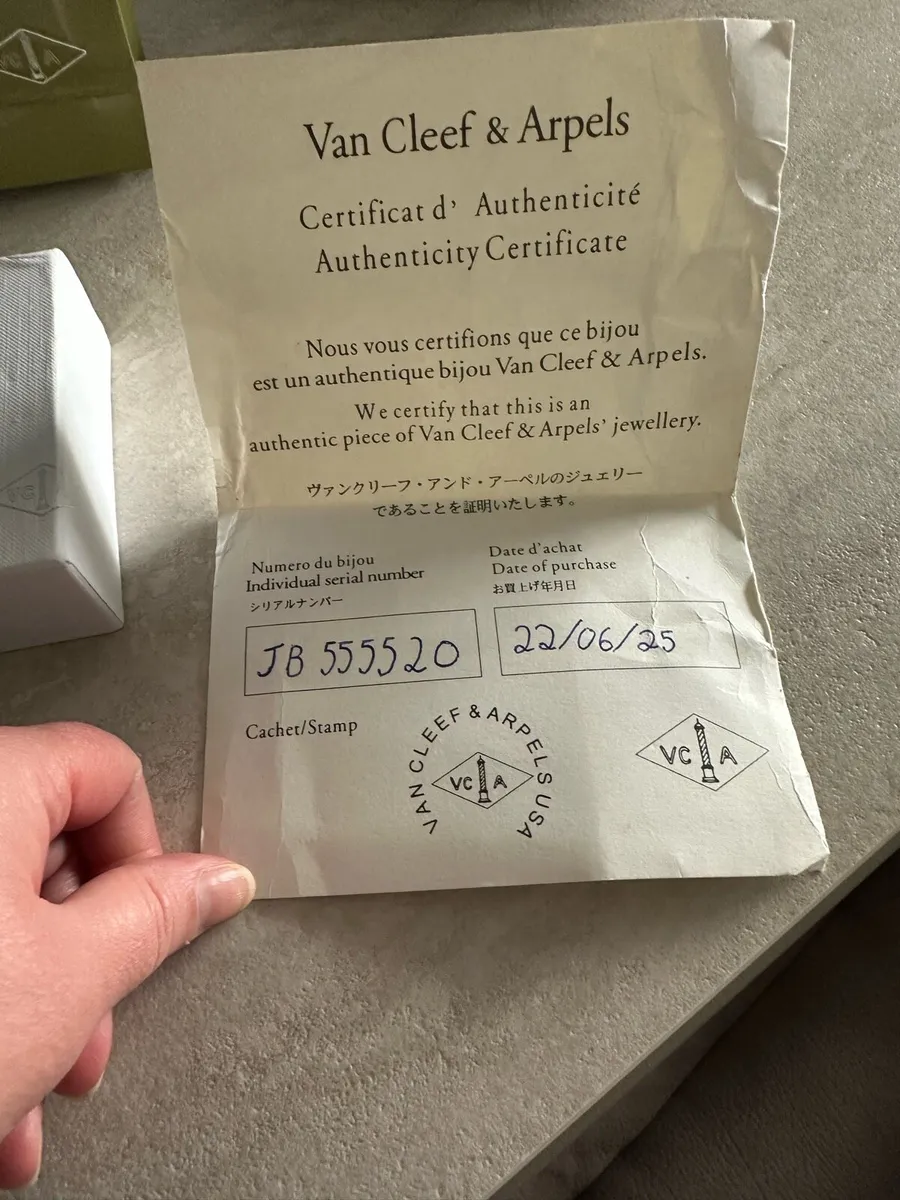 VC A
Van Cleef & Arpels
Certificat d' Authenticité
Authenticity Certificate
Nous vous certifions que ce bijou
est un authentique bijou Van Cleef & Arpels.
We certify that this is an
authentic piece of Van Cleef & Arpels' jewellery.
ヴァンクリーフ・アンド・アーペルのジュエリー
であることを証明いたします。
Numero du bijou
Individual serial number
シリアルナンバー
JB 555520
Date d'achat
Date of purchase
お買上げ年月日
22/06/25
Cachet/Stamp
VAN CLEEF & ARPELS USA
VC A
VC A
VC